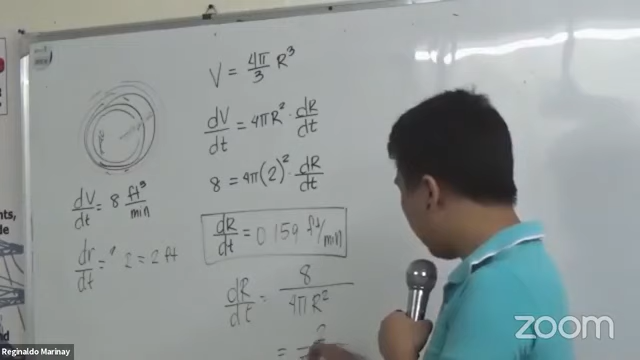 V = 4π/3 R³
dV/dt = 4πR² · dR/dt
8 = 4π(2)² · dR/dt
dV/dt = 8 ft³/min
dR/dt = 0.159 ft³/min
dr/dt = ? 2 = 2 ft
dR/dt = 8/4πR²
=
zoom
Reginaldo Marinay